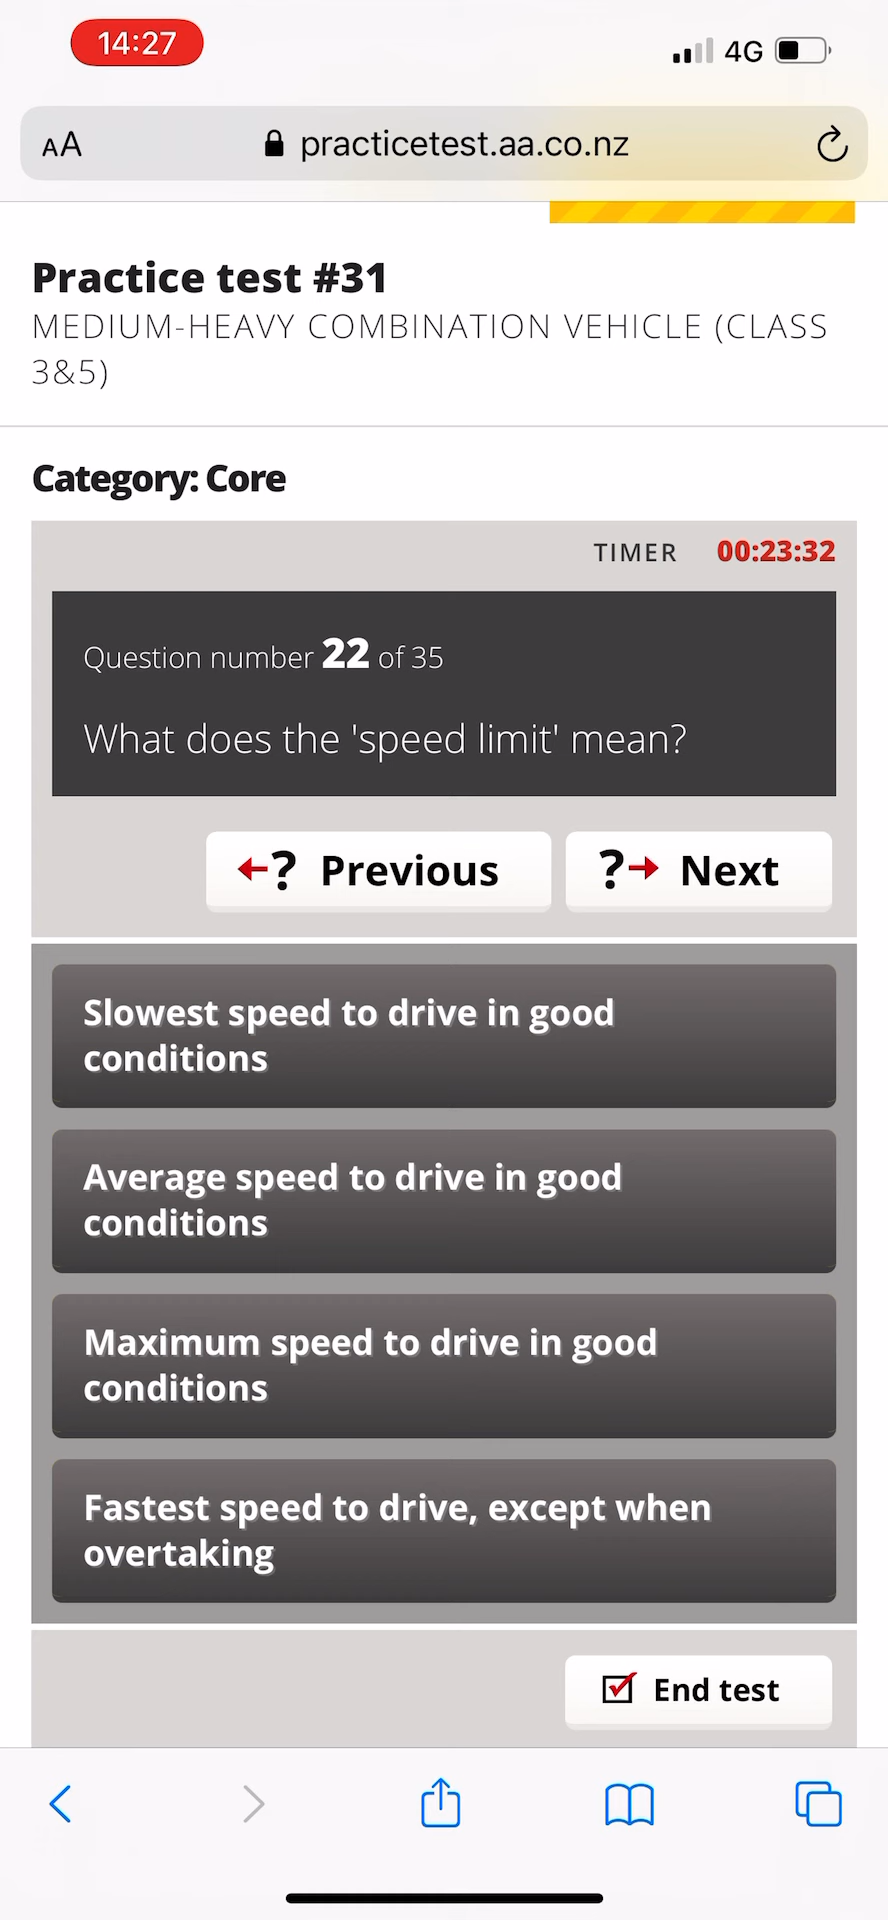 14:27
4G
AA
practicetest.aa.co.nz
Practice test #31
MEDIUM-HEAVY COMBINATION VEHICLE (CLASS
3&5)
Category: Core
TIMER 00:23:32
Question number 22 of 35
What does the 'speed limit' mean?
? Previous
? Next
Slowest speed to drive in good
conditions
Average speed to drive in good
conditions
Maximum speed to drive in good
conditions
Fastest speed to drive, except when
overtaking
End test